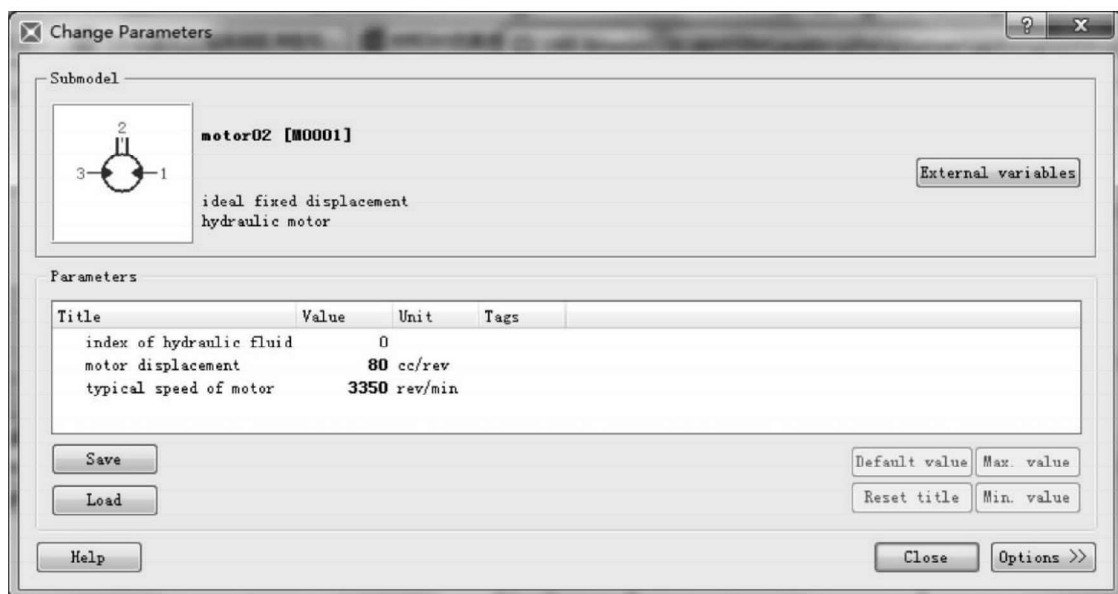 Change Parameters
Submodel
2
3
1
motor02 [M0001]
External variables
ideal fixed displacement
hydraulic motor
Parameters
Title Value Unit Tags
index of hydraulic fluid 0
motor displacement 80 cc/rev
typical speed of motor 3350 rev/min
Save
Default value Max. value
Load
Reset title Min. value
Help
Close
Options >>